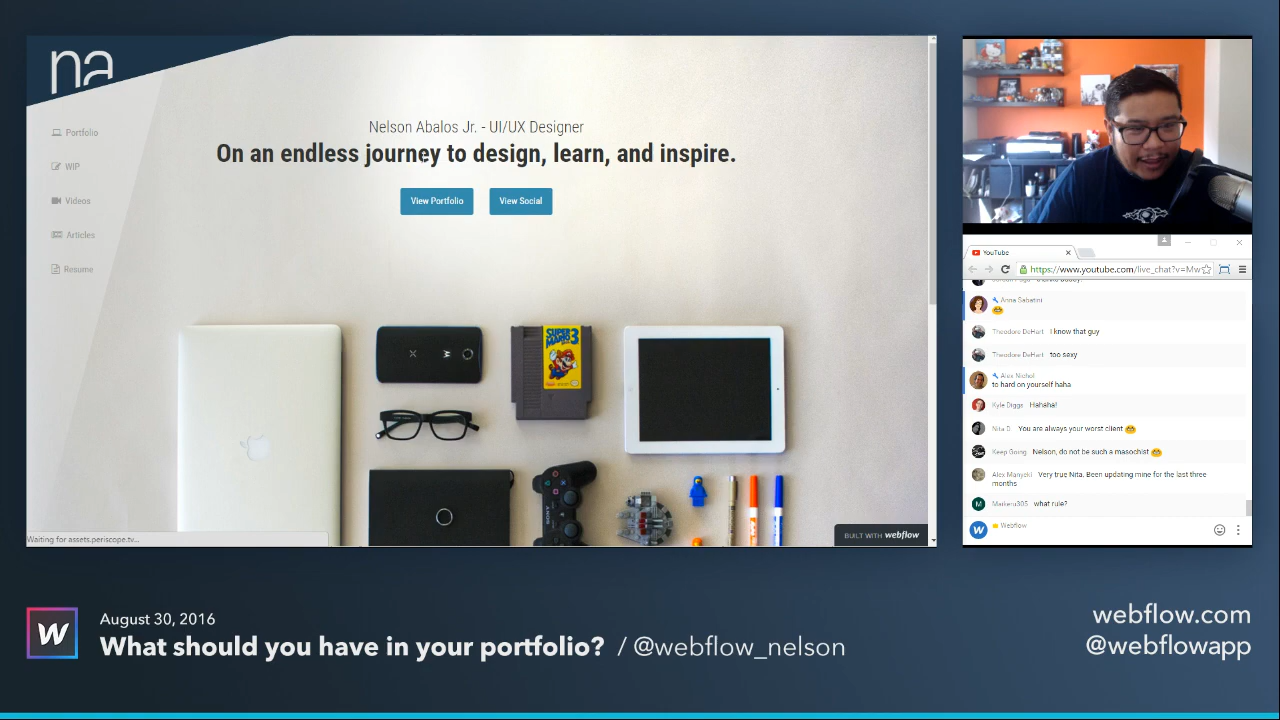 na
Portfolio
WIP
Videos
Articles
Resume
Nelson Abalos Jr. - UI/UX Designer
On an endless journey to design, learn, and inspire.
View Portfolio
View Social
SUPER
MARIO
3
SONY
Waiting for assets.periscope.tv...
BUILT WITH webflow
YouTube
https://www.youtube.com/live_chat?v=Mw
Anna Sabatini
Theodore DeHart I know that guy
Theodore DeHart too sexy
Alex Nichol
to hard on yourself haha
Kyle Diggs Hahaha!
Nita D. You are always your worst client
Keep Going Nelson, do not be such a masochist
Alex Manyeki Very true Nita. Been updating mine for the last three
months
M
Markeru305 what rule?
W
Webflow
W
August 30, 2016
What should you have in your portfolio? / @webflow_nelson
webflow.com
@webflowapp